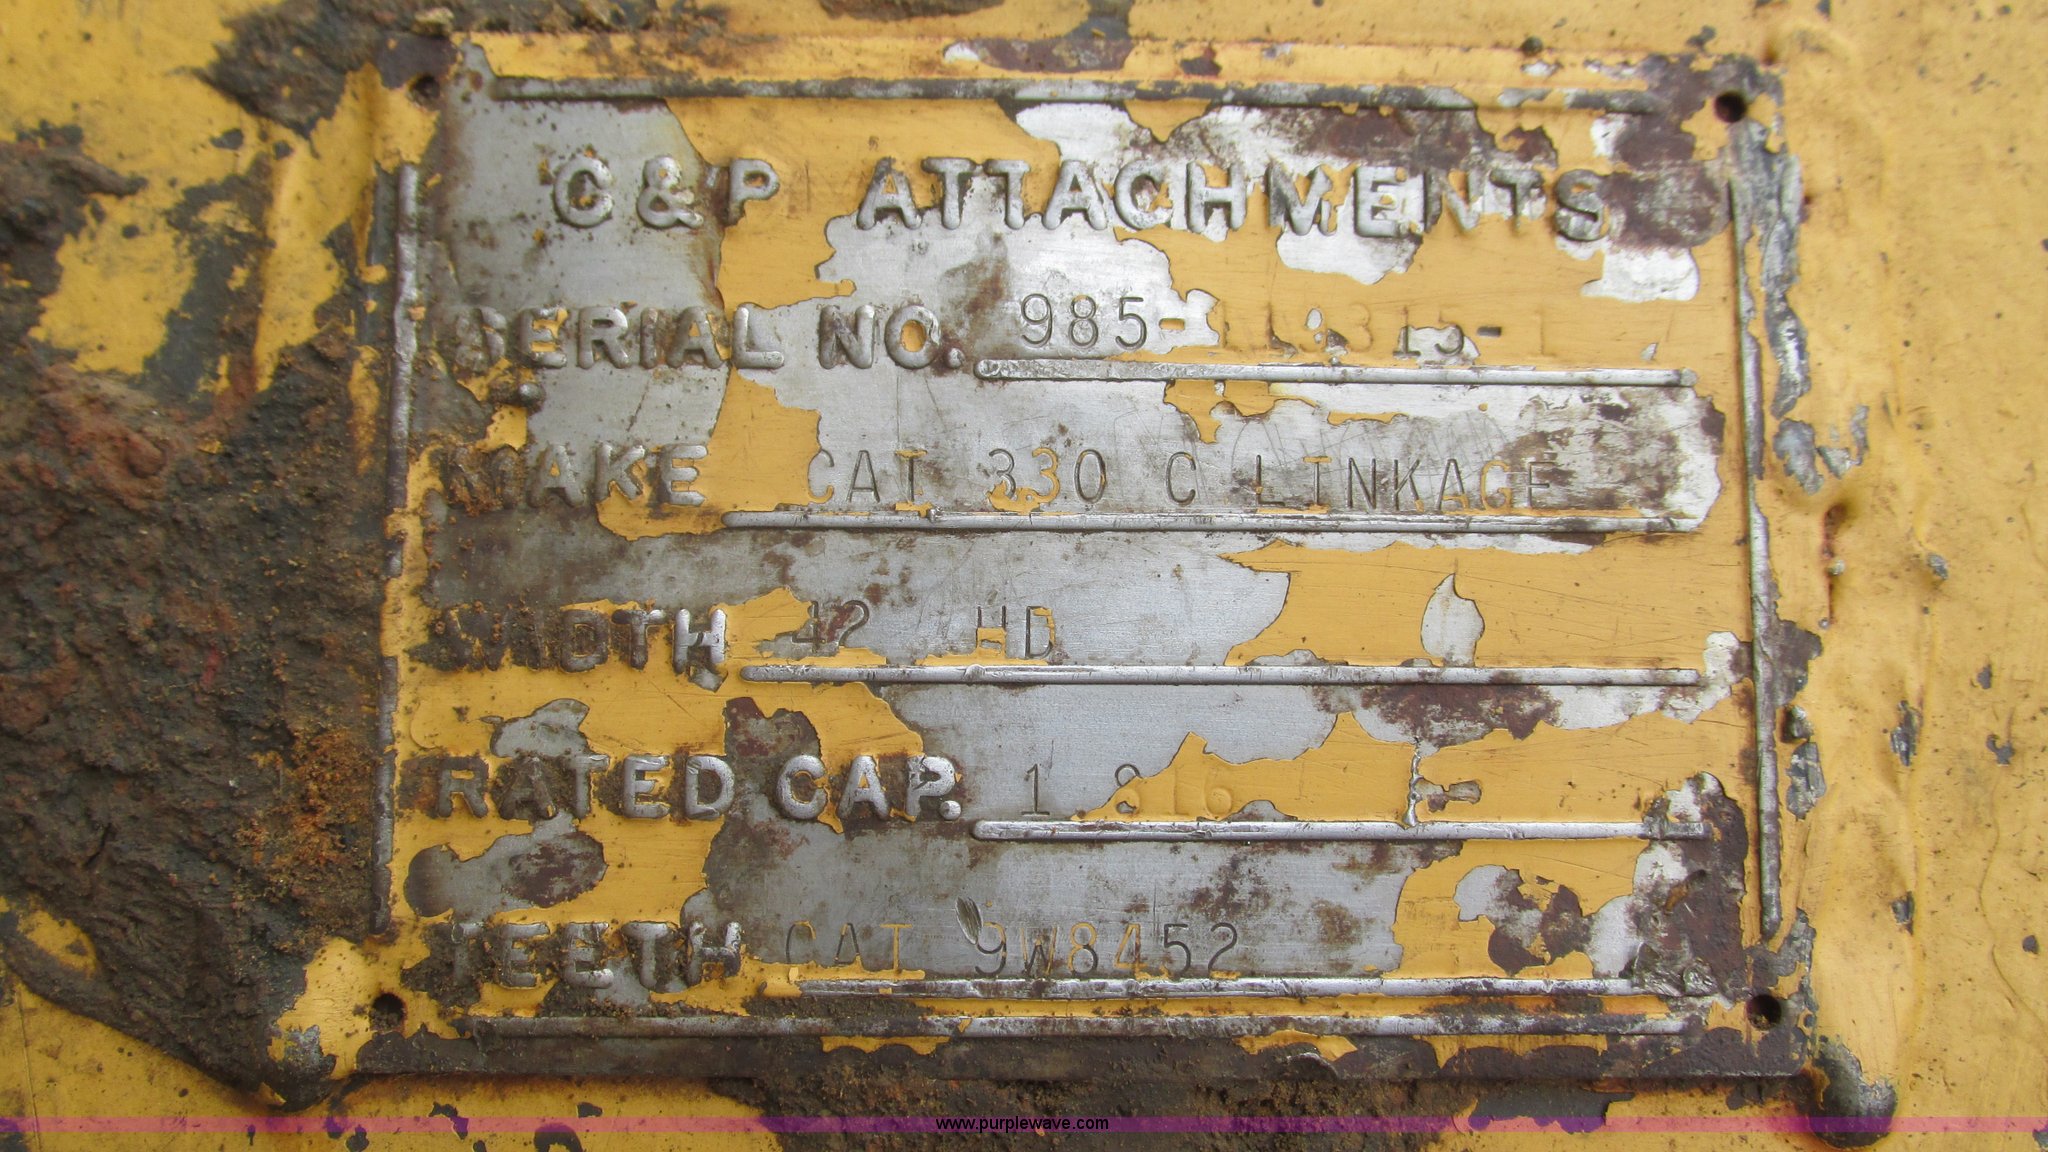 C&P ATTACHMENTS
SERIAL NO. 985-
MAKE CAT 330 C LINKAGE
WIDTH 42 HD
RATED CAP.
TEETH CAT 9W8452
www.purplewave.com